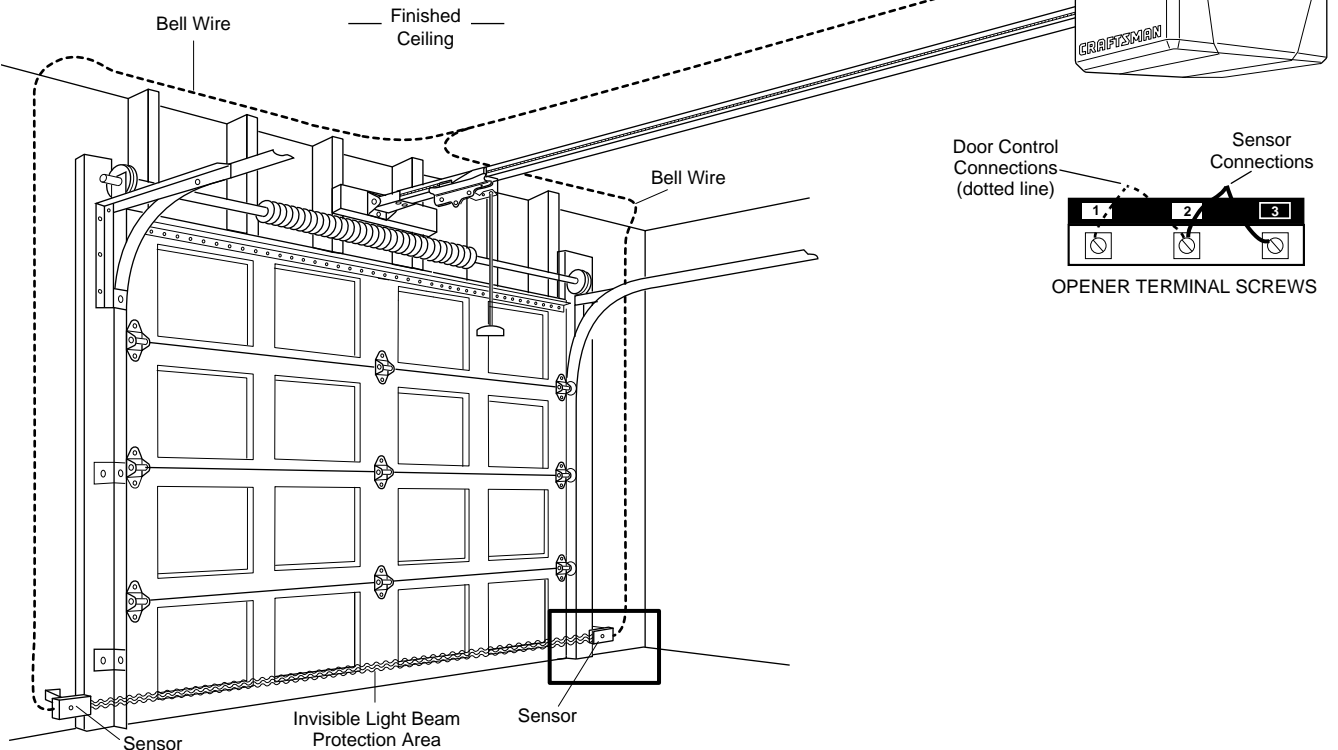 Finished
Ceiling
Bell Wire
CRAFTSMAN
Door Control
Connections
(dotted line)
Sensor
Connections
Bell Wire
1 2 3
OPENER TERMINAL SCREWS
Invisible Light Beam
Protection Area
Sensor
Sensor